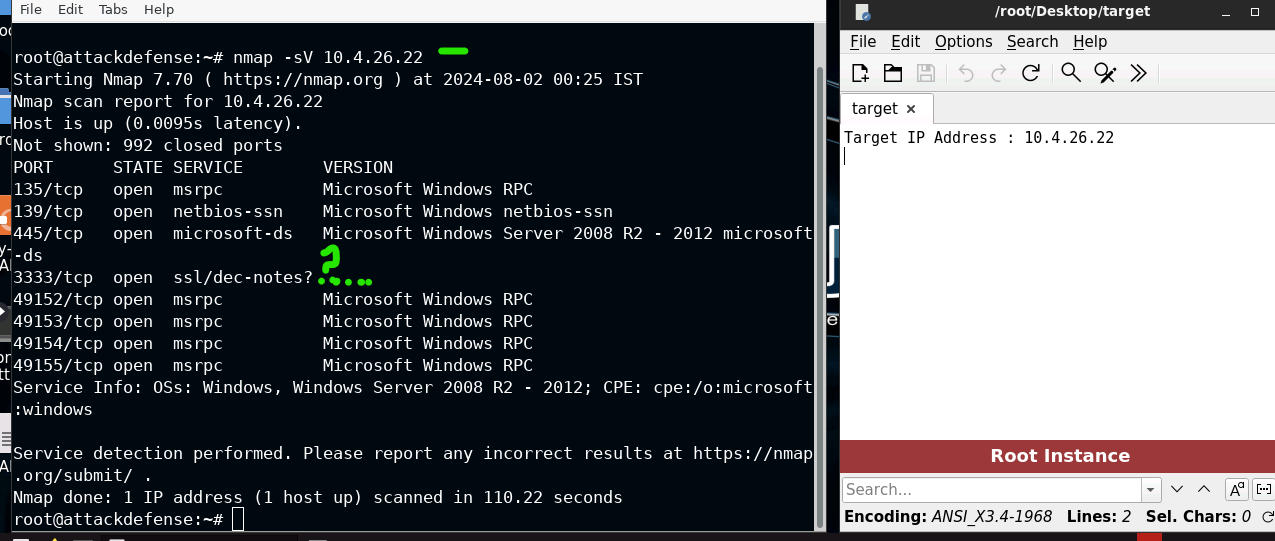 File Edit Tabs Help
root@attackdefense:~# nmap -sV 10.4.26.22
Starting Nmap 7.70 ( https://nmap.org ) at 2024-08-02 00:25 IST
Nmap scan report for 10.4.26.22
Host is up (0.0095s latency).
Not shown: 992 closed ports
PORT      STATE SERVICE        VERSION
135/tcp   open  msrpc          Microsoft Windows RPC
139/tcp   open  netbios-ssn    Microsoft Windows netbios-ssn
445/tcp   open  microsoft-ds   Microsoft Windows Server 2008 R2 - 2012 microsoft
-ds
3333/tcp  open  ssl/dec-notes?
?....
49152/tcp open  msrpc          Microsoft Windows RPC
49153/tcp open  msrpc          Microsoft Windows RPC
49154/tcp open  msrpc          Microsoft Windows RPC
49155/tcp open  msrpc          Microsoft Windows RPC
Service Info: OSs: Windows, Windows Server 2008 R2 - 2012; CPE: cpe:/o:microsoft
:windows
Service detection performed. Please report any incorrect results at https://nmap
.org/submit/ .
Nmap done: 1 IP address (1 host up) scanned in 110.22 seconds
root@attackdefense:~#
/root/Desktop/target
File Edit Options Search Help
target
Target IP Address : 10.4.26.22
Root Instance
Search...
Encoding: ANSI_X3.4-1968 Lines: 2 Sel. Chars: 0